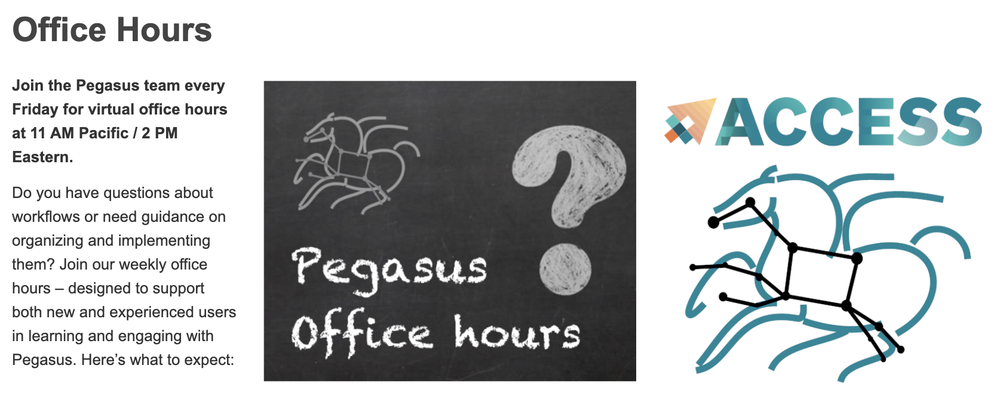 Office Hours
Join the Pegasus team every
Friday for virtual office hours
at 11 AM Pacific / 2 PM
Eastern.
Do you have questions about
workflows or need guidance on
organizing and implementing
them? Join our weekly office
hours – designed to support
both new and experienced users
in learning and engaging with
Pegasus. Here’s what to expect:
?
Pegasus
Office hours
ACCESS